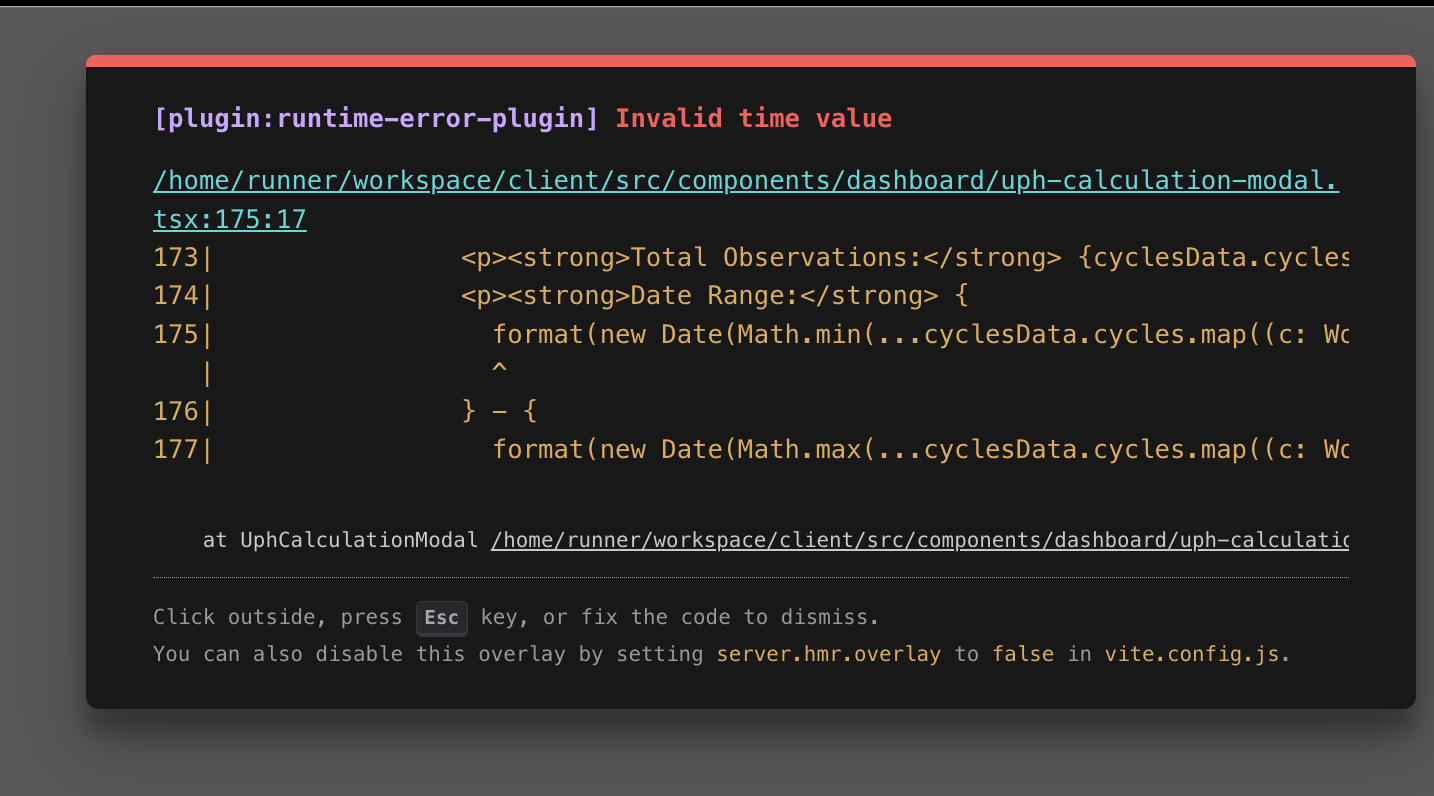 [plugin:runtime-error-plugin] Invalid time value
/home/runner/workspace/client/src/components/dashboard/uph-calculation-modal.
tsx:175:17
173|                <p><strong>Total Observations:</strong> {cyclesData.cycles
174|                <p><strong>Date Range:</strong> {
175|                  format(new Date(Math.min(...cyclesData.cycles.map((c: Wo
   |                  ^
176|                } - {
177|                  format(new Date(Math.max(...cyclesData.cycles.map((c: Wo
at UphCalculationModal /home/runner/workspace/client/src/components/dashboard/uph-calculatio
Click outside, press Esc key, or fix the code to dismiss.
You can also disable this overlay by setting server.hmr.overlay to false in vite.config.js.